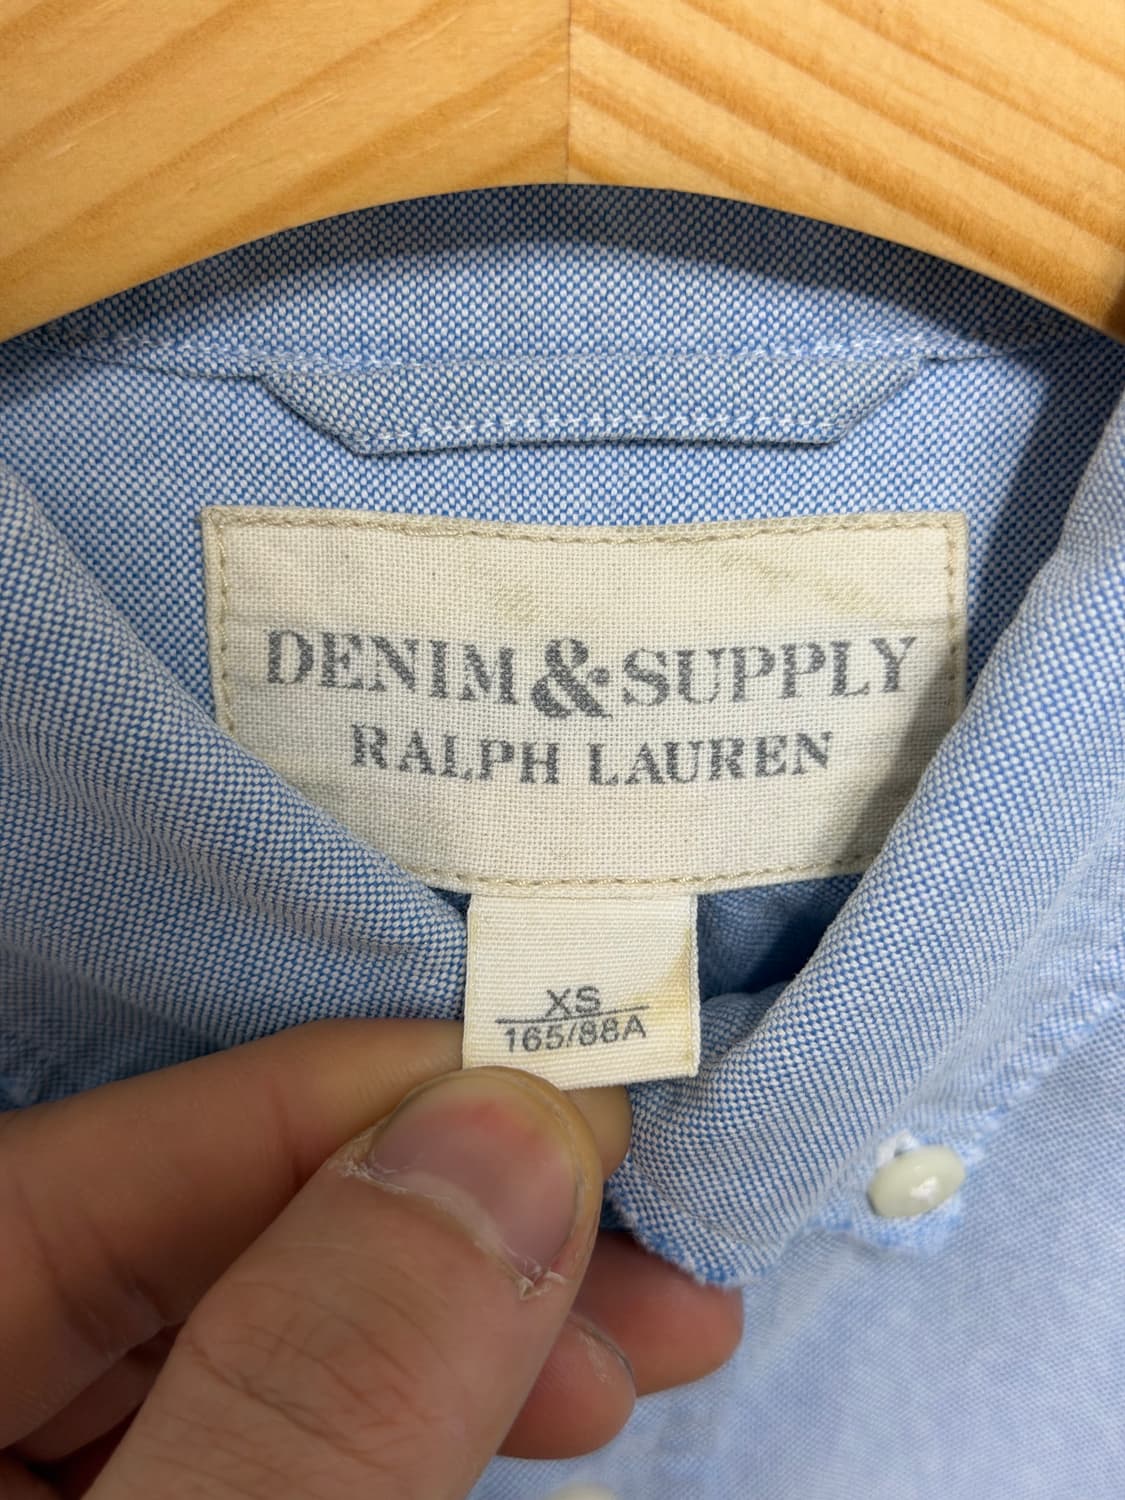 DENIM & SUPPLY
RALPH LAUREN
XS
165/88A